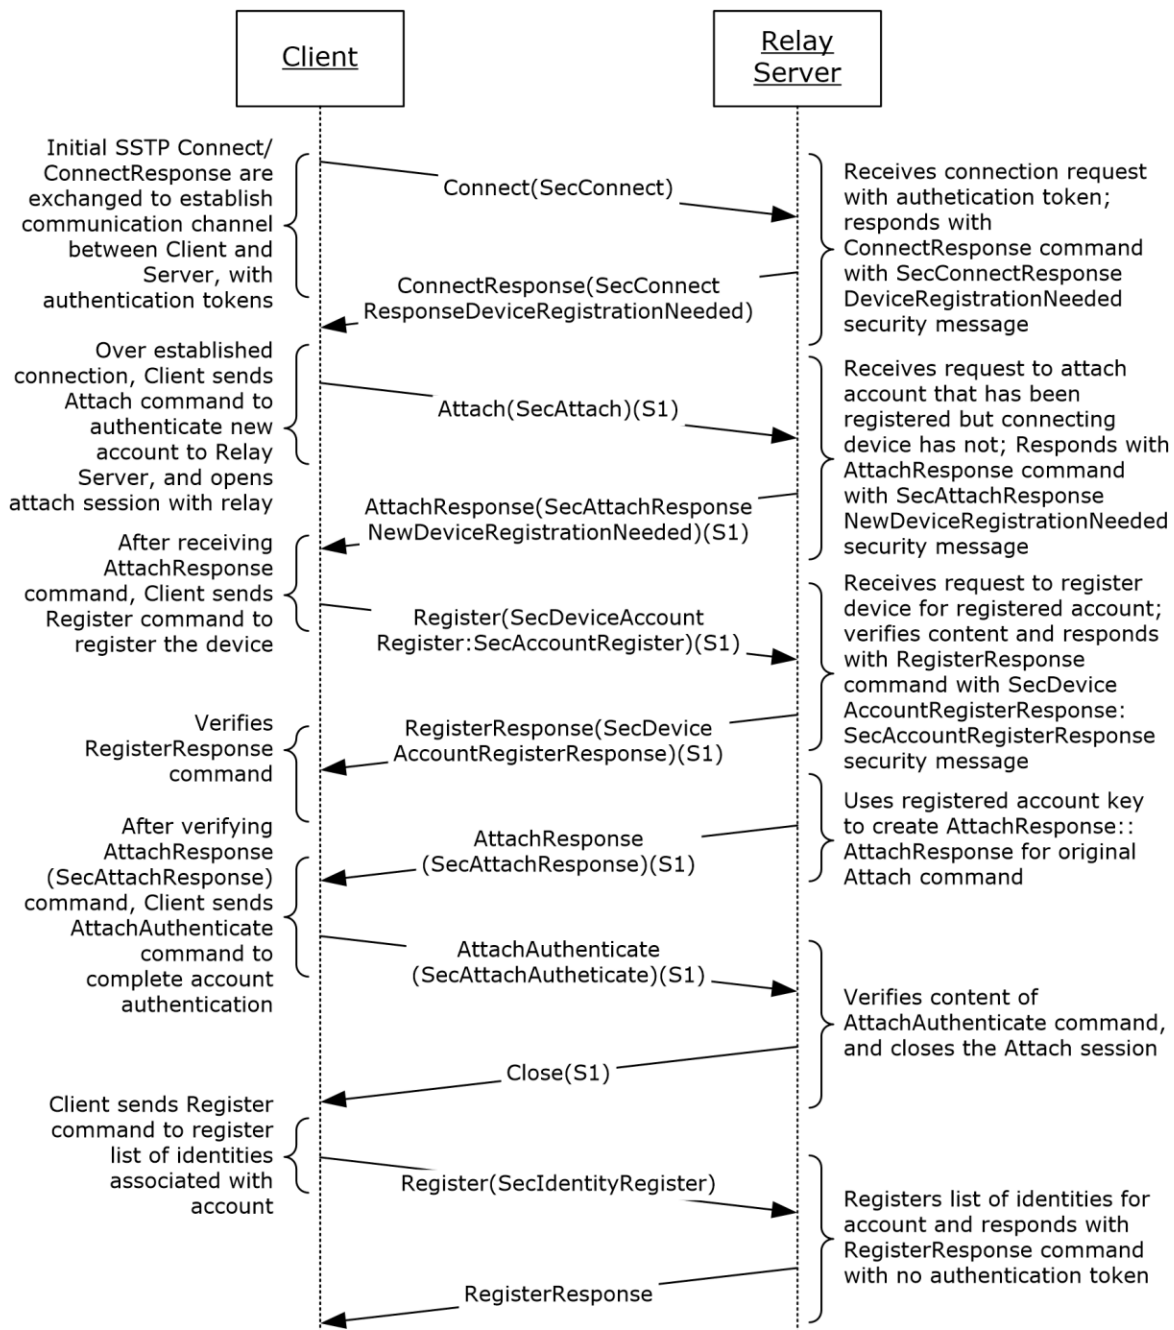 Client
Relay
Server
Initial SSTP Connect/
ConnectResponse are
exchanged to establish
communication channel
between Client and
Server, with
authentication tokens
Connect(SecConnect)
Receives connection request
with authetication token;
responds with
ConnectResponse command
with SecConnectResponse
DeviceRegistrationNeeded
security message
ConnectResponse(SecConnect
ResponseDeviceRegistrationNeeded)
Over established
connection, Client sends
Attach command to
authenticate new
account to Relay
Server, and opens
attach session with relay
Attach(SecAttach)(S1)
Receives request to attach
account that has been
registered but connecting
device has not; Responds with
AttachResponse command
with SecAttachResponse
NewDeviceRegistrationNeeded
security message
AttachResponse(SecAttachResponse
NewDeviceRegistrationNeeded)(S1)
After receiving
AttachResponse
command, Client sends
Register command to
register the device
Register(SecDeviceAccount
Register:SecAccountRegister)(S1)
Receives request to register
device for registered account;
verifies content and responds
with RegisterResponse
command with SecDevice
AccountRegisterResponse:
SecAccountRegisterResponse
security message
Verifies
RegisterResponse
command
RegisterResponse(SecDevice
AccountRegisterResponse)(S1)
Uses registered account key
to create AttachResponse::
AttachResponse for original
Attach command
AttachResponse
(SecAttachResponse)(S1)
After verifying
AttachResponse
(SecAttachResponse)
command, Client sends
AttachAuthenticate
command to
complete account
authentication
AttachAuthenticate
(SecAttachAutheticate)(S1)
Verifies content of
AttachAuthenticate command,
and closes the Attach session
Close(S1)
Client sends Register
command to register
list of identities
associated with
account
Register(SecIdentityRegister)
Registers list of identities for
account and responds with
RegisterResponse command
with no authentication token
RegisterResponse